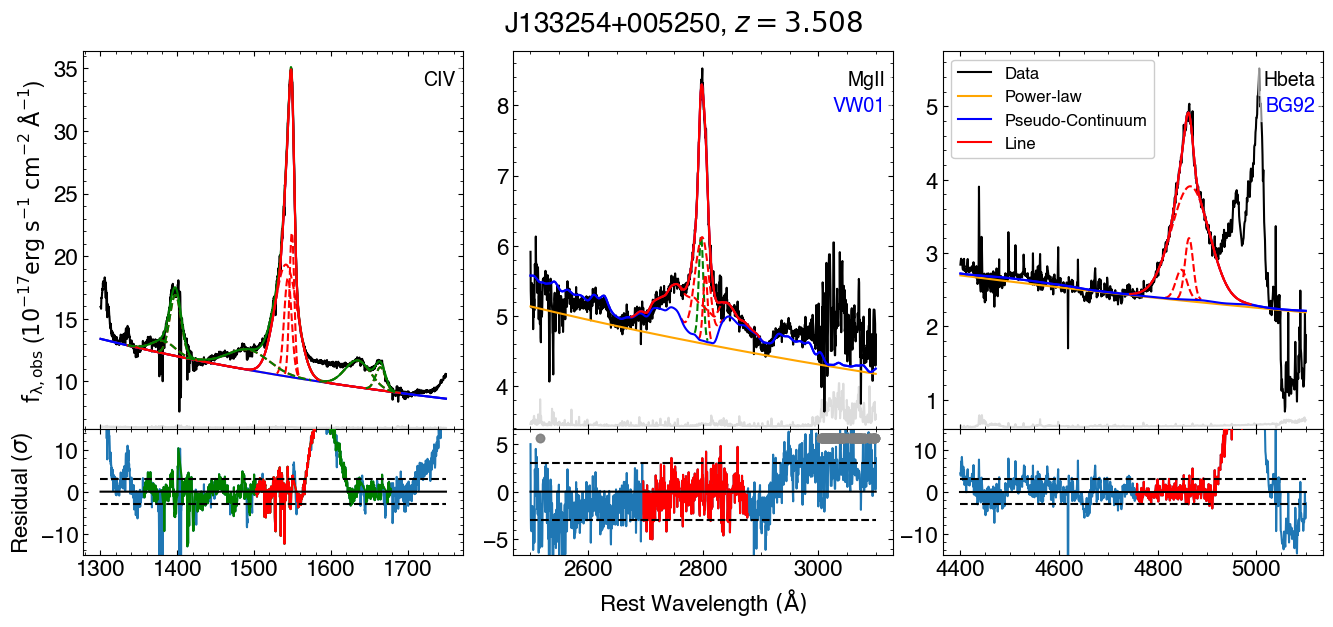 J133254+005250, z = 3.508
CIV
MgII
VW01
Hbeta
BG92
Data
Power-law
Pseudo-Continuum
Line
fλ,obs (10⁻¹⁷erg s⁻¹ cm⁻² Å⁻¹)
35
30
25
20
15
10
8
7
6
5
4
5
4
3
2
1
Residual (σ)
10
0
−10
5
0
−5
10
0
−10
1300 1400 1500 1600 1700
2600 2800 3000
4400 4600 4800 5000
Rest Wavelength (Å)